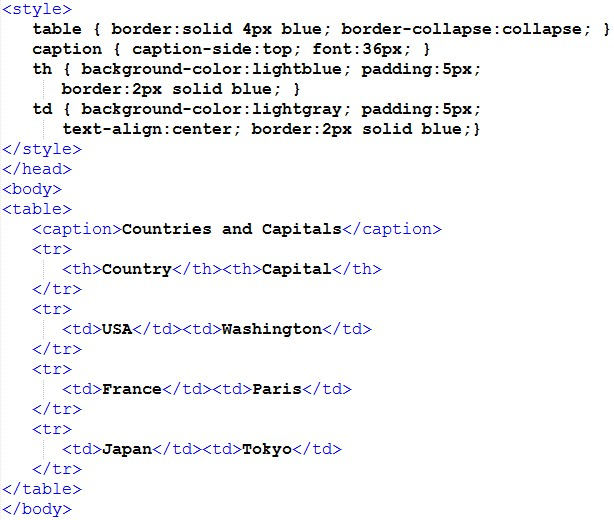 <style>
table { border:solid 4px blue; border-collapse:collapse; }
caption { caption-side:top; font:36px; }
th { background-color:lightblue; padding:5px;
border:2px solid blue; }
td { background-color:lightgray; padding:5px;
text-align:center; border:2px solid blue;}
</style>
</head>
<body>
<table>
<caption>Countries and Capitals</caption>
<tr>
<th>Country</th><th>Capital</th>
</tr>
<tr>
<td>USA</td><td>Washington</td>
</tr>
<tr>
<td>France</td><td>Paris</td>
</tr>
<tr>
<td>Japan</td><td>Tokyo</td>
</tr>
</table>
</body>